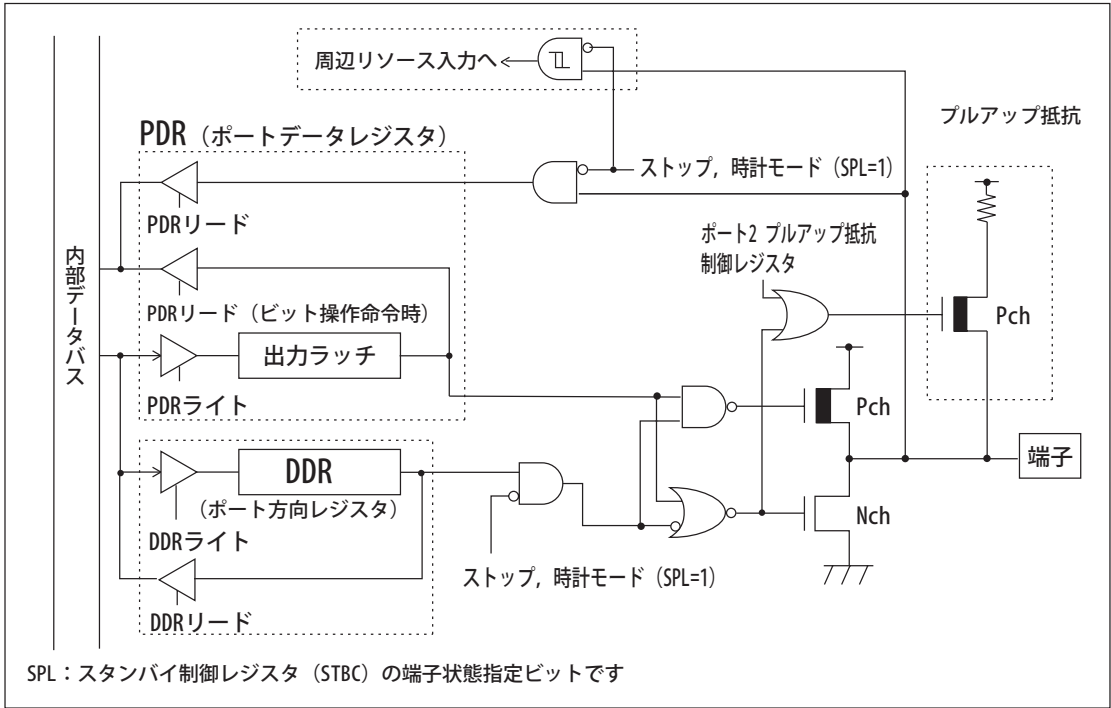 周辺リソース入力へ
プルアップ抵抗
PDR（ポートデータレジスタ）
ストップ，時計モード（SPL=1）
PDRリード
ポート2 プルアップ抵抗
制御レジスタ
内部データバス
PDRリード（ビット操作命令時）
Pch
出力ラッチ
PDRライト
Pch
DDR
（ポート方向レジスタ）
端子
Nch
DDRライト
ストップ，時計モード（SPL=1）
DDRリード
SPL：スタンバイ制御レジスタ（STBC）の端子状態指定ビットです